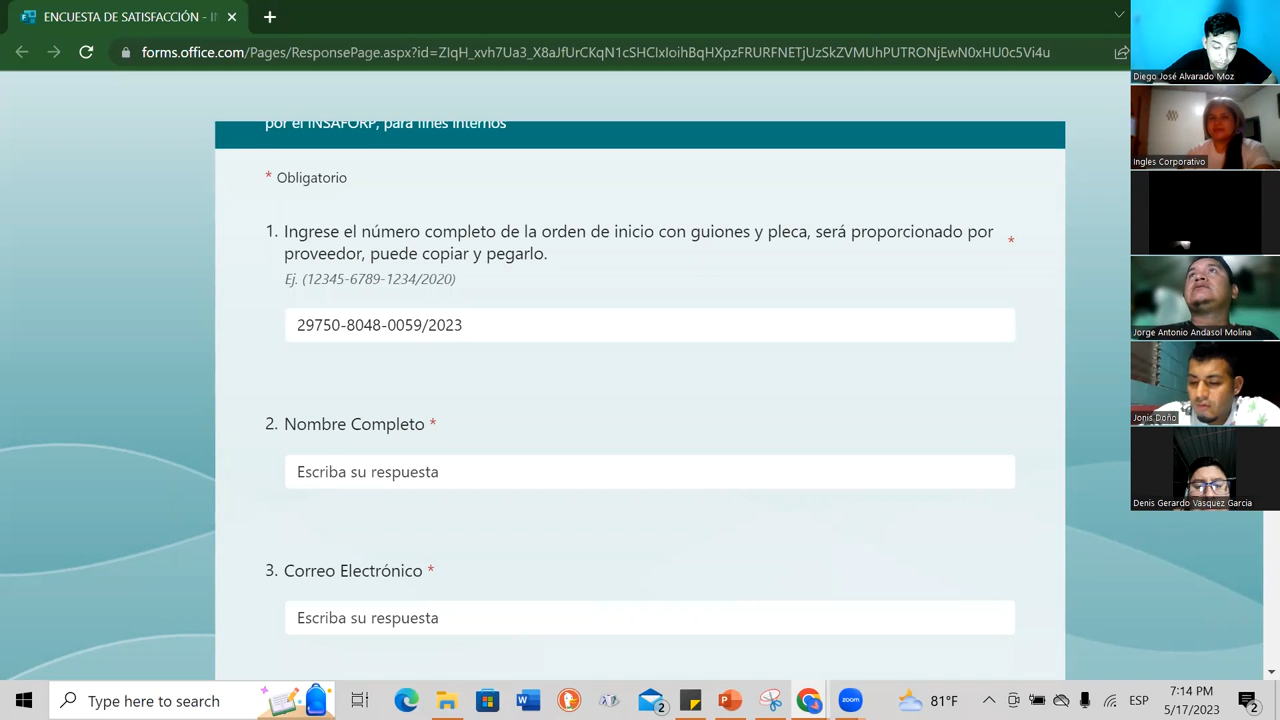 ENCUESTA DE SATISFACCIÓN - I
forms.office.com/Pages/ResponsePage.aspx?id=ZIqH_xvh7Ua3_X8aJfUrCKqN1cSHCIxIoihBqHXpzFRURFNETjUzSkZVMUhPUTRONjEwN0xHU0c5Vi4u
por el INSAFORP, para fines internos
* Obligatorio
1. Ingrese el número completo de la orden de inicio con guiones y pleca, será proporcionado por
proveedor, puede copiar y pegarlo. *
Ej. (12345-6789-1234/2020)
29750-8048-0059/2023
2. Nombre Completo *
Escriba su respuesta
3. Correo Electrónico *
Escriba su respuesta
Diego José Alvarado Moz
Ingles Corporativo
Jorge Antonio Andasol Molina
Jonis Doño
Denis Gerardo Vasquez Garcia
Type here to search
2
zoom
81°F
ESP
7:14 PM
5/17/2023
2